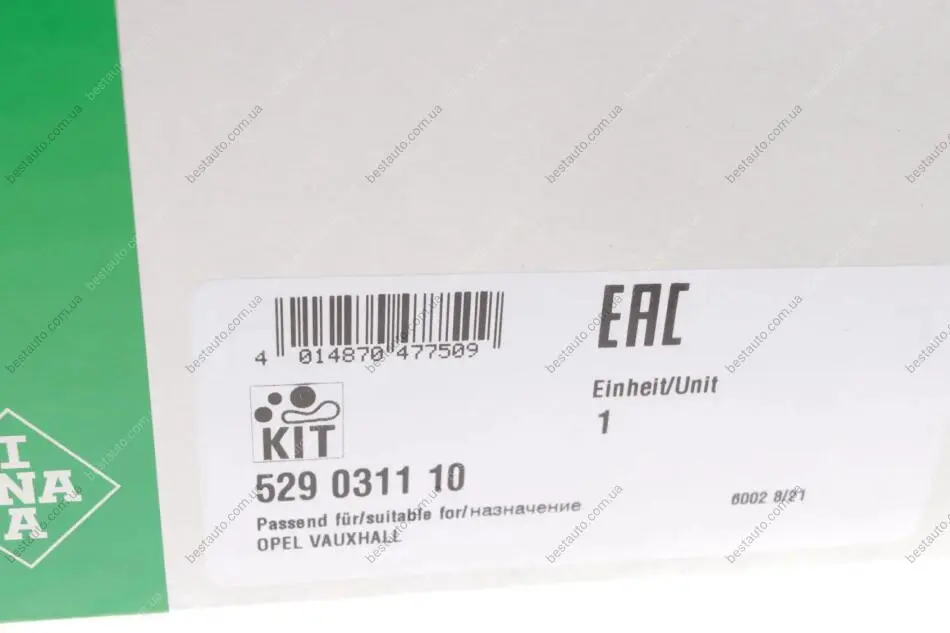 EAC
4 014870 477509
Einheit/Unit
1
KIT
529 0311 10
6002 8/21
Passend für/suitable for/назначение
OPEL VAUXHALL
I
NA
A
bestauto.com.ua